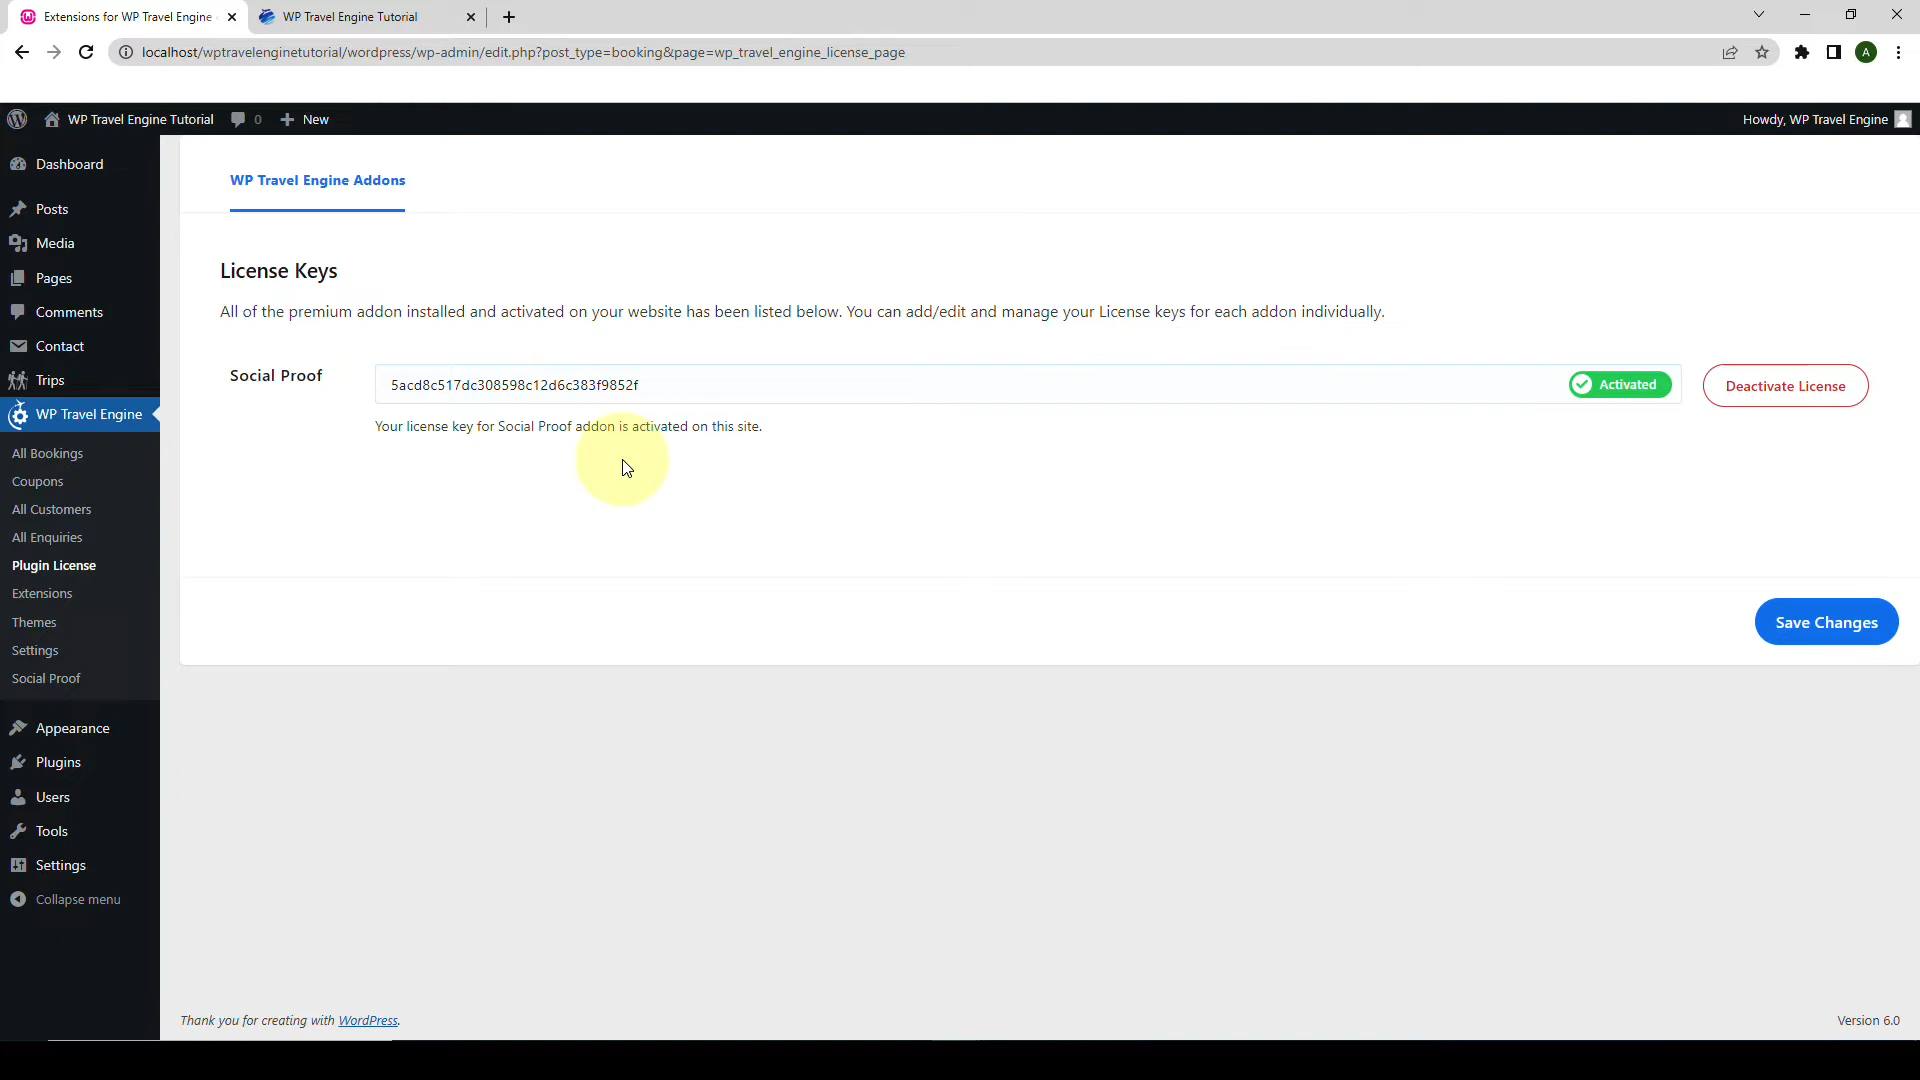 Extensions for WP Travel Engine
WP Travel Engine Tutorial
localhost/wptravelenginetutorial/wordpress/wp-admin/edit.php?post_type=booking&page=wp_travel_engine_license_page
A
WP Travel Engine Tutorial
0
New
Howdy, WP Travel Engine
Dashboard
Posts
Media
Pages
Comments
Contact
Trips
WP Travel Engine
All Bookings
Coupons
All Customers
All Enquiries
Plugin License
Extensions
Themes
Settings
Social Proof
Appearance
Plugins
Users
Tools
Settings
Collapse menu
WP Travel Engine Addons
License Keys
All of the premium addon installed and activated on your website has been listed below. You can add/edit and manage your License keys for each addon individually.
Social Proof
5acd8c517dc308598c12d6c383f9852f
Activated
Deactivate License
Your license key for Social Proof addon is activated on this site.
Save Changes
Thank you for creating with WordPress.
Version 6.0